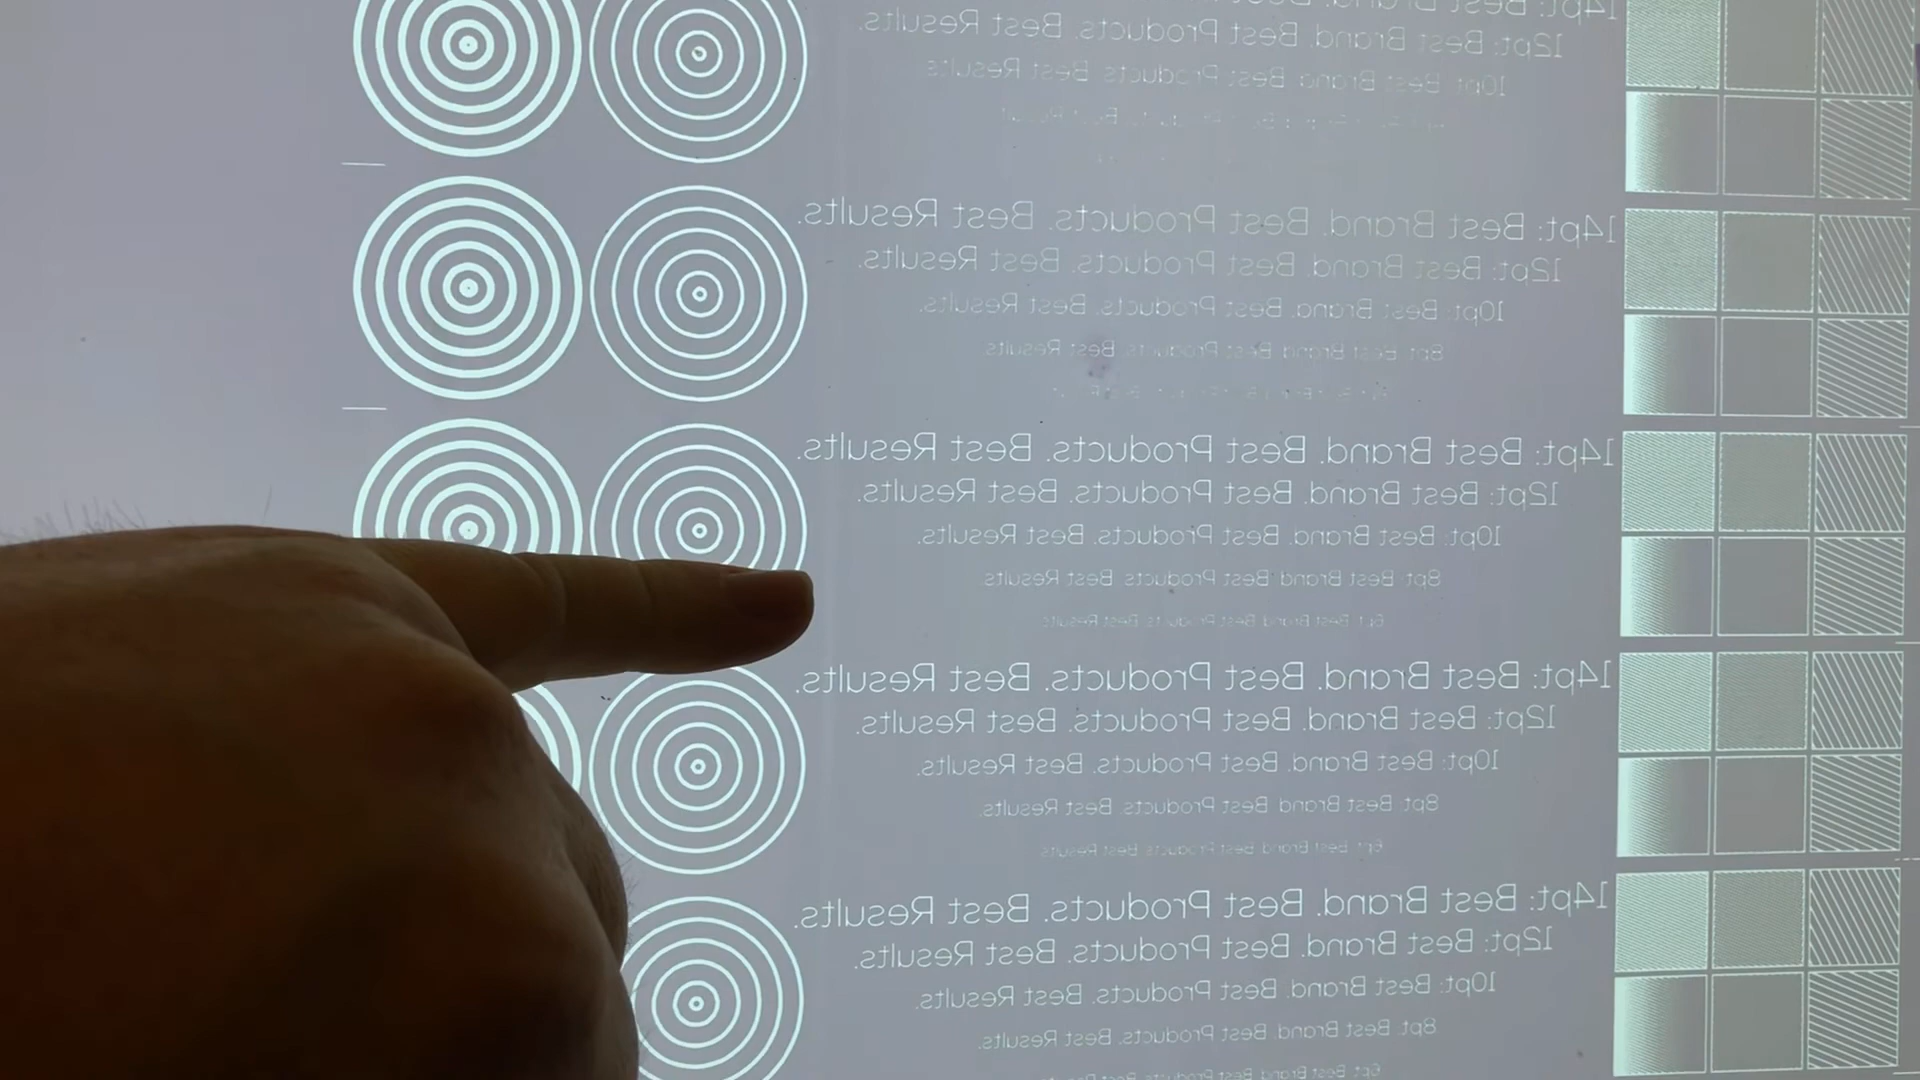 14pt: Best Brand. Best Products. Best Results.
12pt: Best Brand. Best Products. Best Results.
10pt: Best Brand. Best Products. Best Results.
14pt: Best Brand. Best Products. Best Results.
12pt: Best Brand. Best Products. Best Results.
10pt: Best Brand. Best Products. Best Results.
8pt: Best Brand. Best Products. Best Results.
14pt: Best Brand. Best Products. Best Results.
12pt: Best Brand. Best Products. Best Results.
10pt: Best Brand. Best Products. Best Results.
8pt: Best Brand. Best Products. Best Results.
6pt: Best Brand. Best Products. Best Results.
14pt: Best Brand. Best Products. Best Results.
12pt: Best Brand. Best Products. Best Results.
10pt: Best Brand. Best Products. Best Results.
8pt: Best Brand. Best Products. Best Results.
6pt: Best Brand. Best Products. Best Results.
14pt: Best Brand. Best Products. Best Results.
12pt: Best Brand. Best Products. Best Results.
10pt: Best Brand. Best Products. Best Results.
8pt: Best Brand. Best Products. Best Results.
6pt: Best Brand. Best Products.